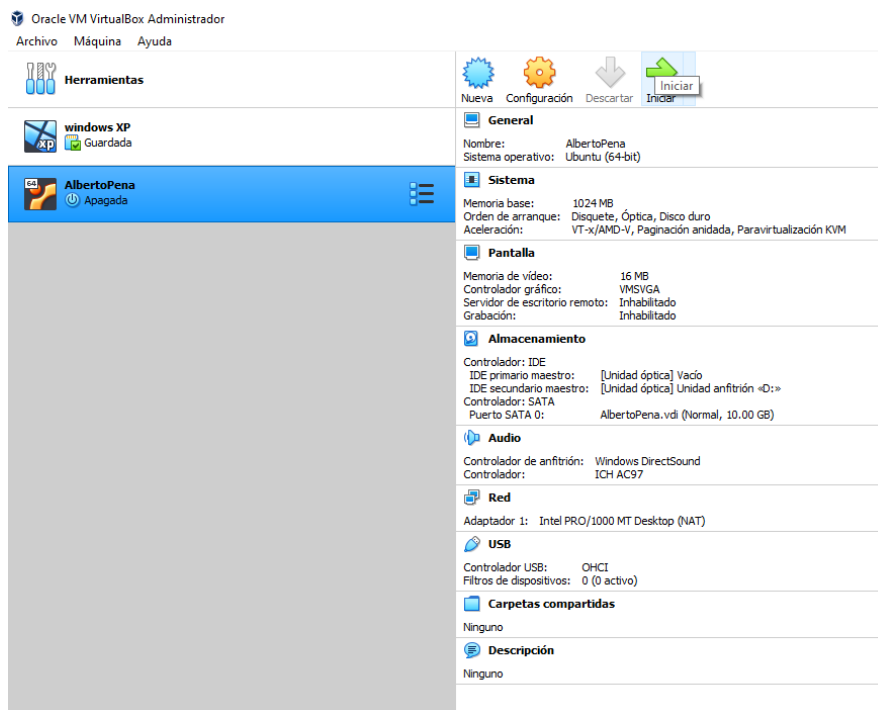 Oracle VM VirtualBox Administrador
Archivo Máquina Ayuda
Herramientas
windows XP
Guardada
64
AlbertoPena
Apagada
Nueva Configuración Descartar Iniciar
Iniciar
General
Nombre: AlbertoPena
Sistema operativo: Ubuntu (64-bit)
Sistema
Memoria base: 1024 MB
Orden de arranque: Disquete, Óptica, Disco duro
Aceleración: VT-x/AMD-V, Paginación anidada, Paravirtualización KVM
Pantalla
Memoria de vídeo: 16 MB
Controlador gráfico: VMSVGA
Servidor de escritorio remoto: Inhabilitado
Grabación: Inhabilitado
Almacenamiento
Controlador: IDE
IDE primario maestro: [Unidad óptica] Vacío
IDE secundario maestro: [Unidad óptica] Unidad anfitrión «D:»
Controlador: SATA
Puerto SATA 0: AlbertoPena.vdi (Normal, 10.00 GB)
Audio
Controlador de anfitrión: Windows DirectSound
Controlador: ICH AC97
Red
Adaptador 1: Intel PRO/1000 MT Desktop (NAT)
USB
Controlador USB: OHCI
Filtros de dispositivos: 0 (0 activo)
Carpetas compartidas
Ninguno
Descripción
Ninguno